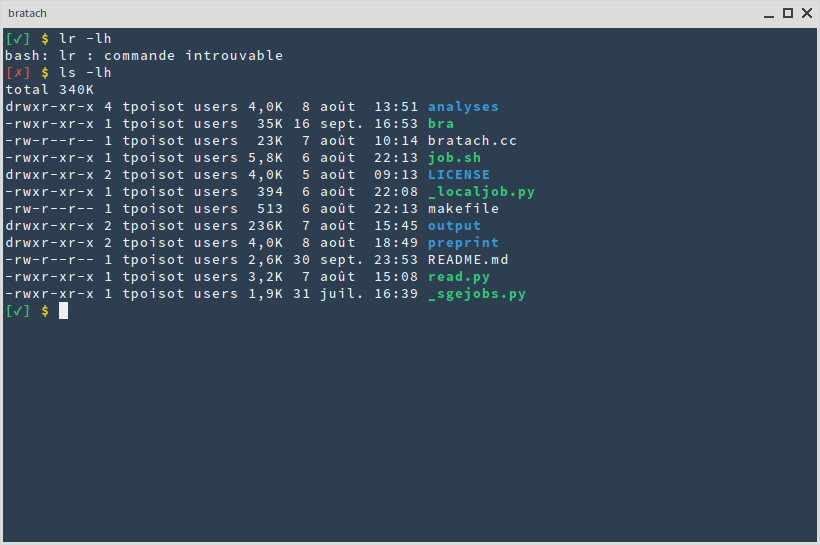 bratach
[✓] $ lr -lh
bash: lr : commande introuvable
[✗] $ ls -lh
total 340K
drwxr-xr-x 4 tpoisot users 4,0K  8 août  13:51 analyses
-rwxr-xr-x 1 tpoisot users  35K 16 sept. 16:53 bra
-rw-r--r-- 1 tpoisot users  23K  7 août  10:14 bratach.cc
-rwxr-xr-x 1 tpoisot users 5,8K  6 août  22:13 job.sh
drwxr-xr-x 2 tpoisot users 4,0K  5 août  09:13 LICENSE
-rwxr-xr-x 1 tpoisot users  394  6 août  22:08 _localjob.py
-rw-r--r-- 1 tpoisot users  513  6 août  22:13 makefile
drwxr-xr-x 2 tpoisot users 236K  7 août  15:45 output
drwxr-xr-x 2 tpoisot users 4,0K  8 août  18:49 preprint
-rw-r--r-- 1 tpoisot users 2,6K 30 sept. 23:53 README.md
-rwxr-xr-x 1 tpoisot users 3,2K  7 août  15:08 read.py
-rwxr-xr-x 1 tpoisot users 1,9K 31 juil. 16:39 _sgejobs.py
[✓] $